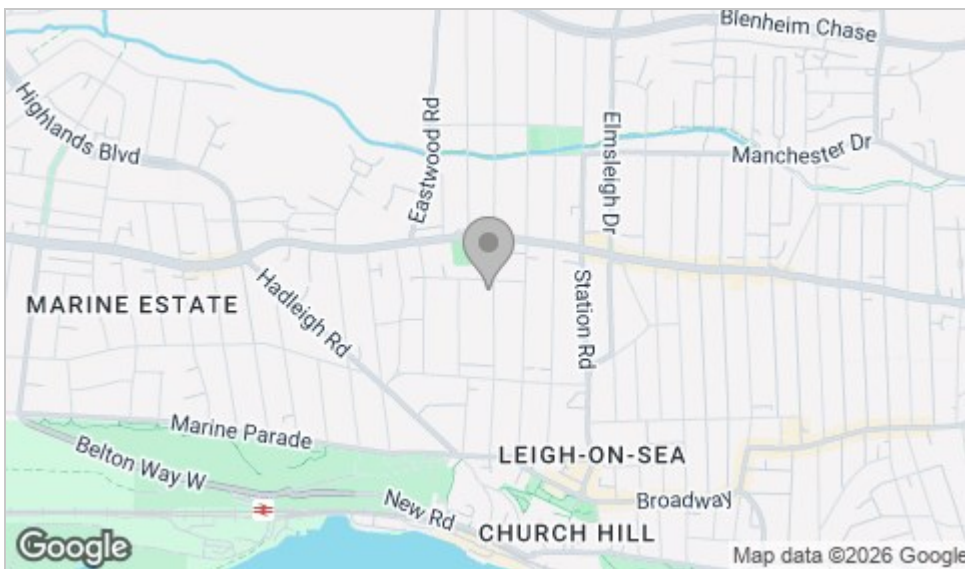 Blenheim Chase
Highlands Blvd
Eastwood Rd
Elmsleigh Dr
Manchester Dr
MARINE ESTATE
Hadleigh Rd
Station Rd
Marine Parade
Belton Way W
LEIGH-ON-SEA
New Rd
Broadway
CHURCH HILL
Google
Map data ©2026 Google